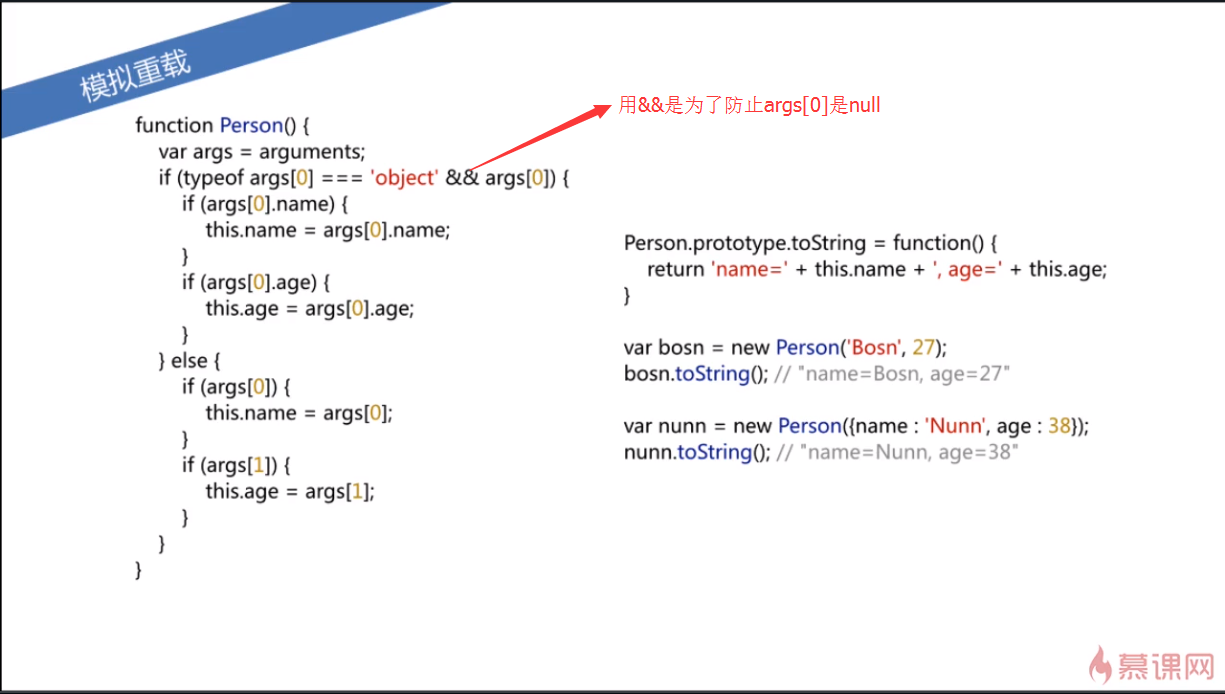 模拟重载
用&&是为了防止args[0]是null
function Person() {
var args = arguments;
if (typeof args[0] === 'object' && args[0]) {
if (args[0].name) {
this.name = args[0].name;
}
if (args[0].age) {
this.age = args[0].age;
}
} else {
if (args[0]) {
this.name = args[0];
}
if (args[1]) {
this.age = args[1];
}
}
}
Person.prototype.toString = function() {
return 'name=' + this.name + ', age=' + this.age;
}
var bosn = new Person('Bosn', 27);
bosn.toString(); // "name=Bosn, age=27"
var nunn = new Person({name : 'Nunn', age : 38});
nunn.toString(); // "name=Nunn, age=38"
慕课网